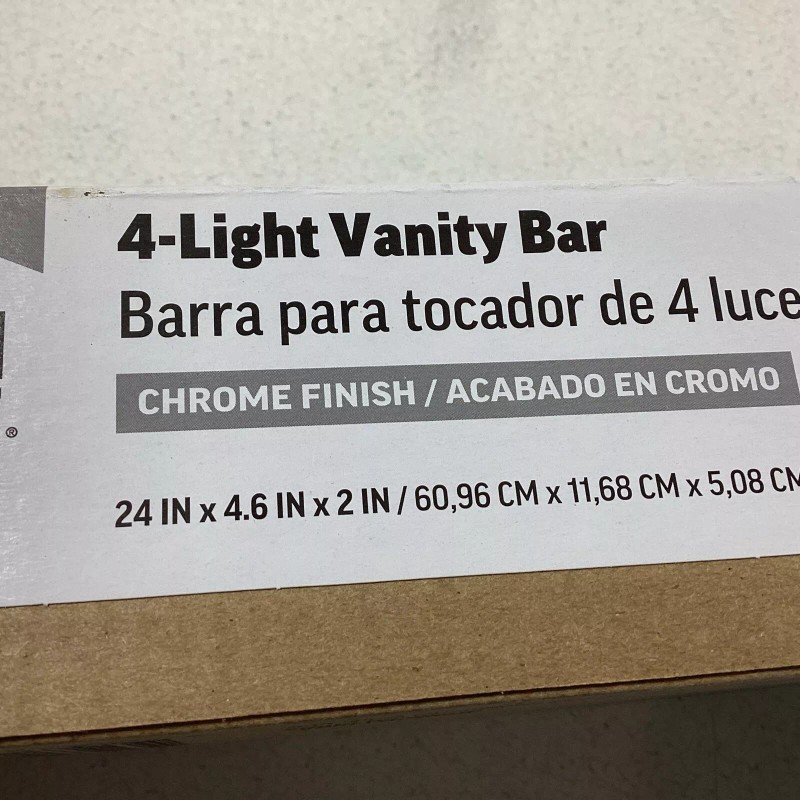 4-Light Vanity Bar
Barra para tocador de 4 luce
CHROME FINISH / ACABADO EN CROMO
®
24 IN x 4.6 IN x 2 IN / 60,96 CM x 11,68 CM x 5,08 CM